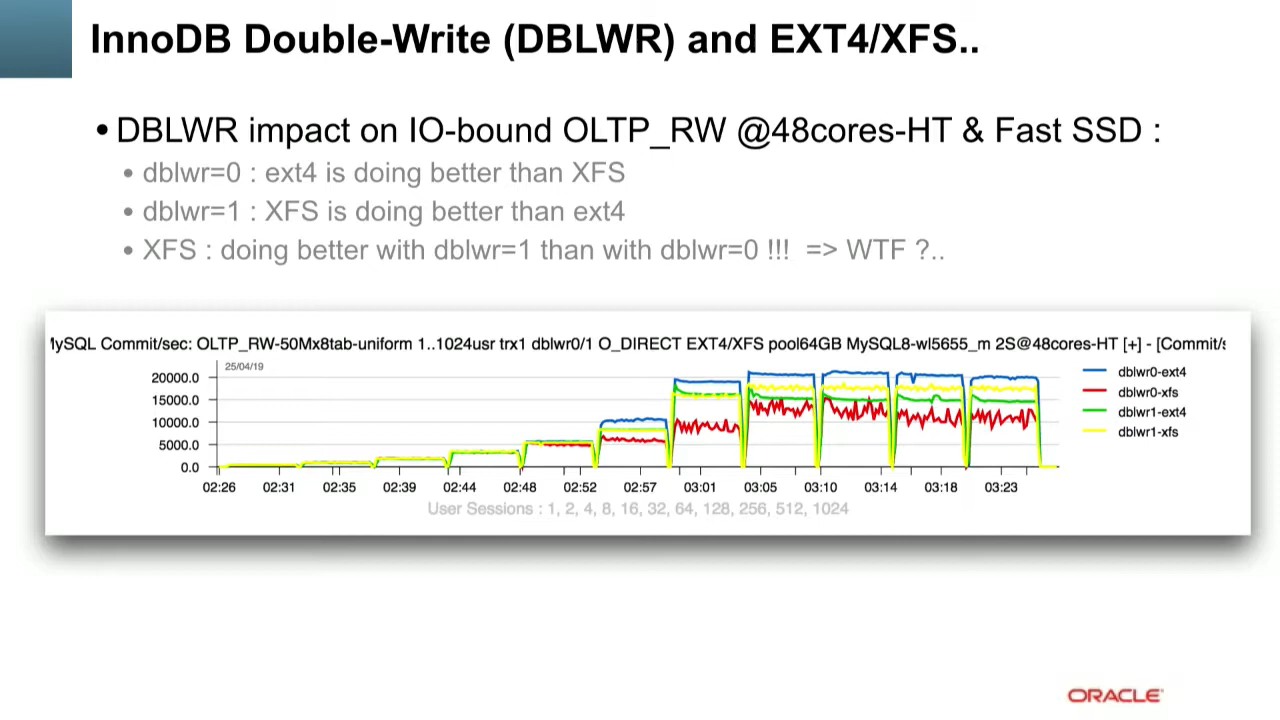 InnoDB Double-Write (DBLWR) and EXT4/XFS..
• DBLWR impact on IO-bound OLTP_RW @48cores-HT & Fast SSD :
• dblwr=0 : ext4 is doing better than XFS
• dblwr=1 : XFS is doing better than ext4
• XFS : doing better with dblwr=1 than with dblwr=0 !!! => WTF ?..
MySQL Commit/sec: OLTP_RW-50Mx8tab-uniform 1..1024usr trx1 dblwr0/1 O_DIRECT EXT4/XFS pool64GB MySQL8-wl5655_m 2S@48cores-HT [+] - [Commit/s
25/04/19
20000.0
15000.0
10000.0
5000.0
0.0
dblwr0-ext4
dblwr0-xfs
dblwr1-ext4
dblwr1-xfs
02:26 02:31 02:35 02:39 02:44 02:48 02:52 02:57 03:01 03:05 03:10 03:14 03:18 03:23
User Sessions : 1, 2, 4, 8, 16, 32, 64, 128, 256, 512, 1024
ORACLE